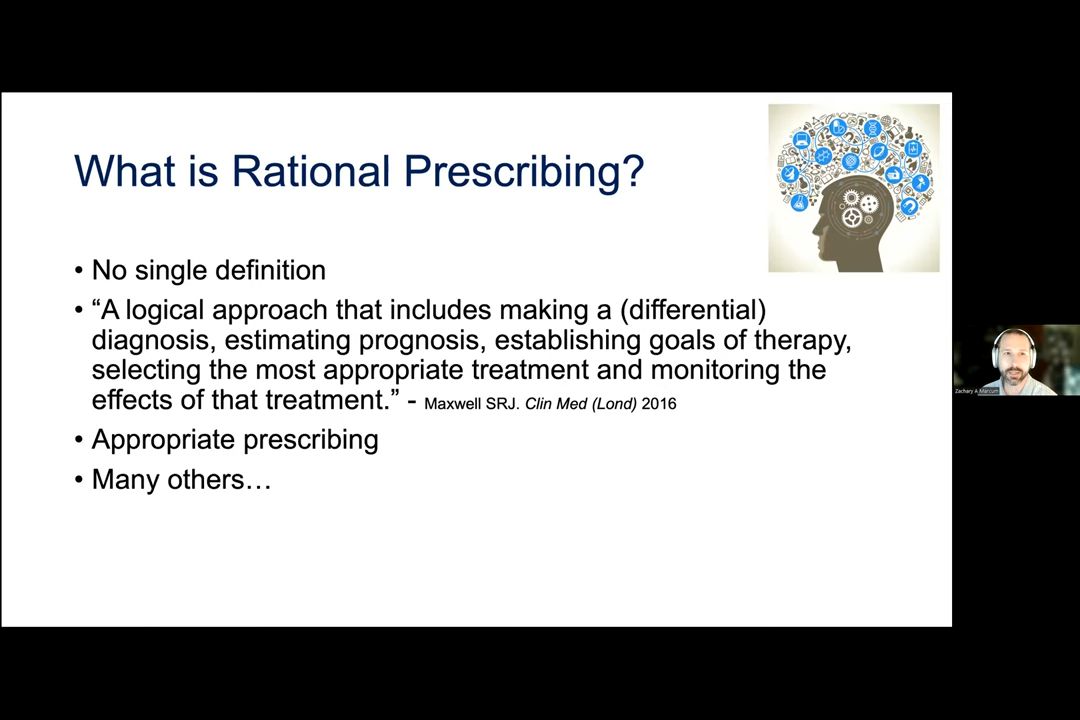 What is Rational Prescribing?
• No single definition
• “A logical approach that includes making a (differential)
diagnosis, estimating prognosis, establishing goals of therapy,
selecting the most appropriate treatment and monitoring the
effects of that treatment.” - Maxwell SRJ. Clin Med (Lond) 2016
• Appropriate prescribing
• Many others…
Zachary A Marcum